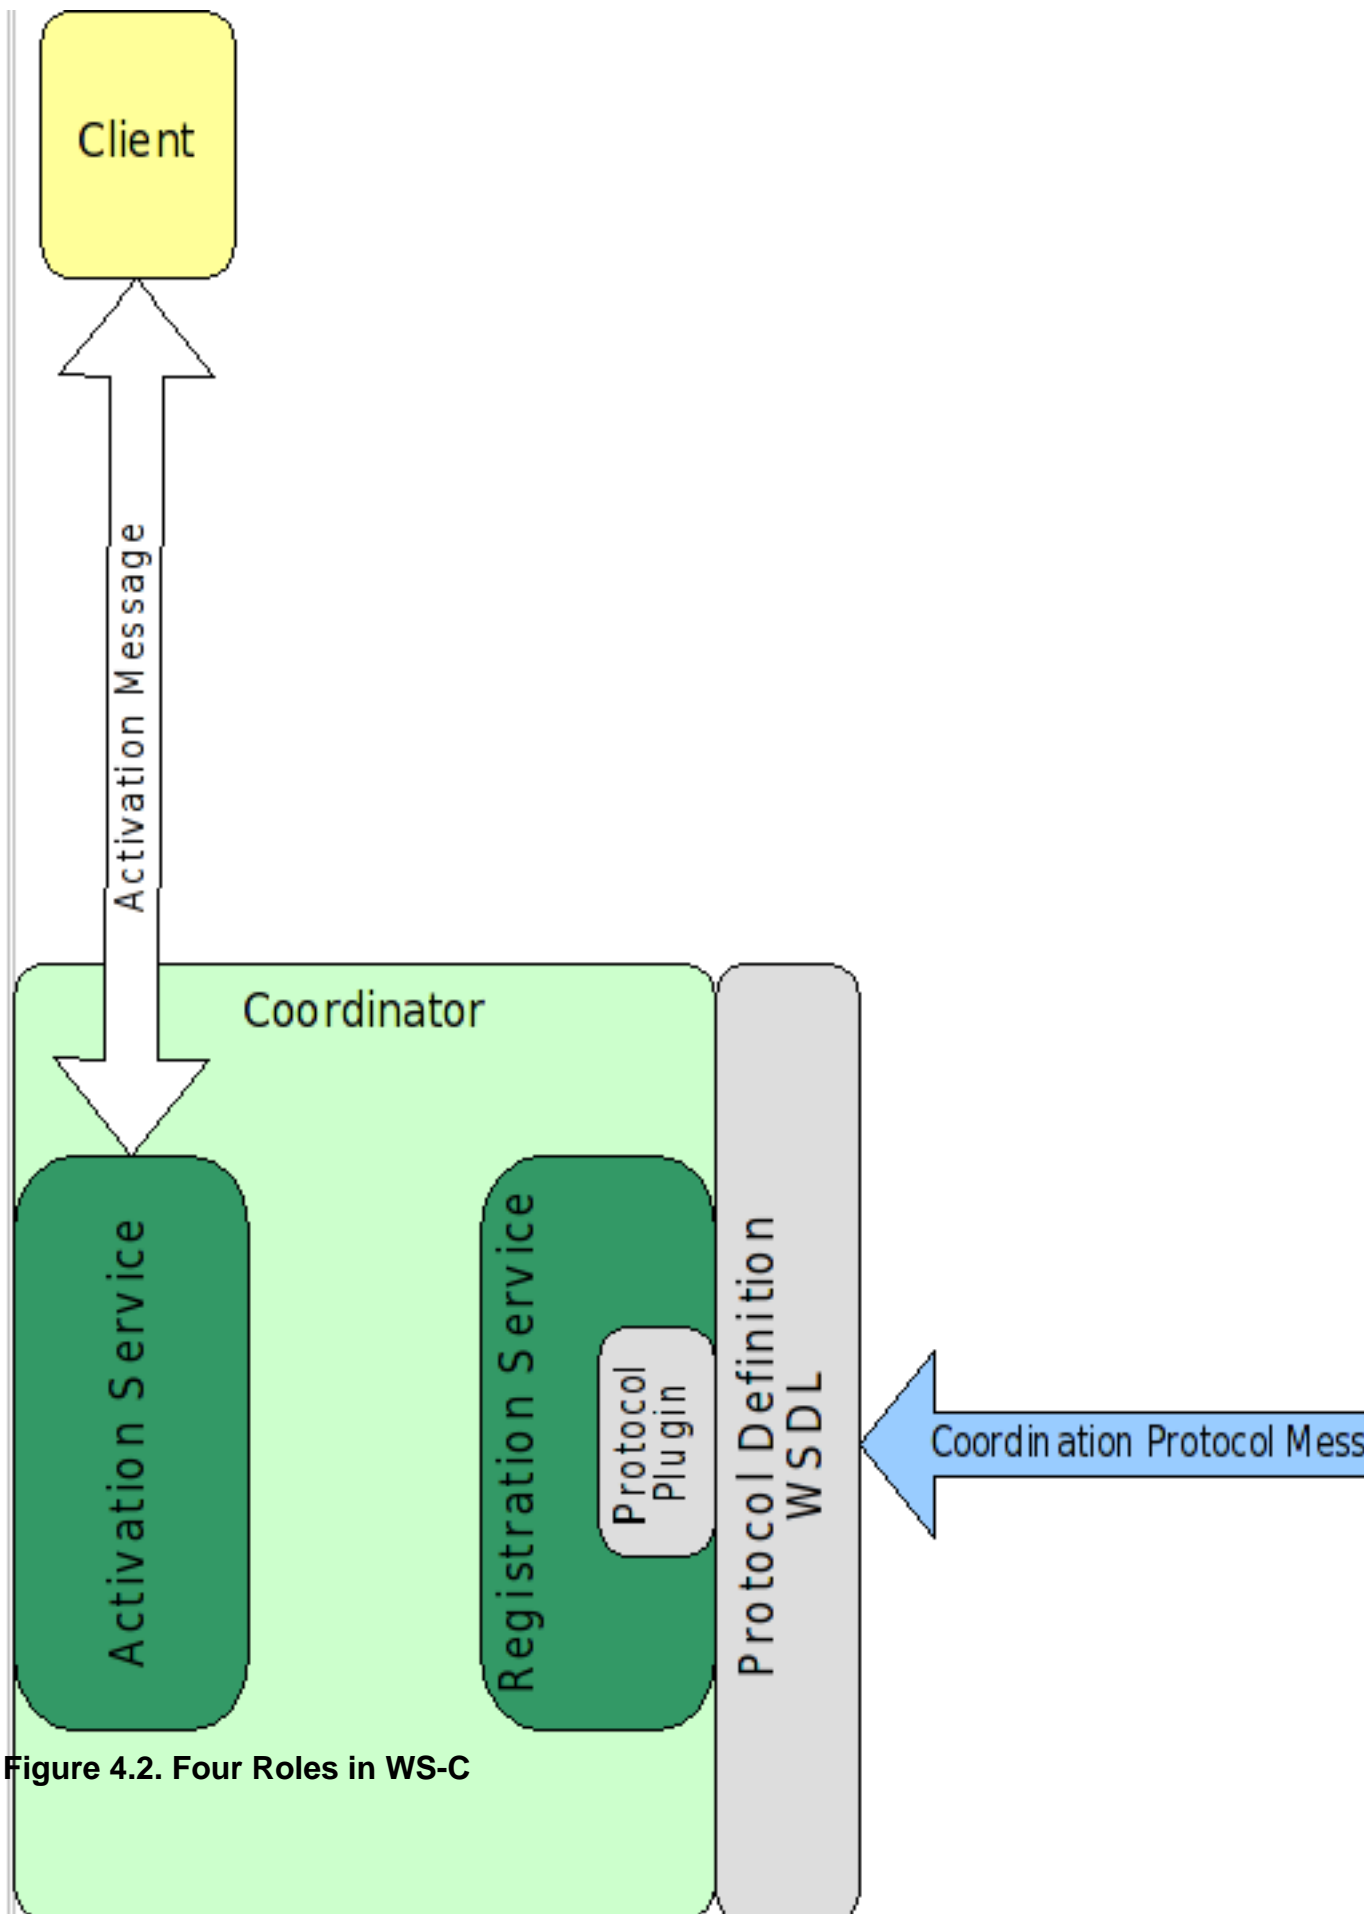 Client
Activation Message
Coordinator
Activation Service
Registration Service
Protocol
Plugin
Protocol Definition
WSDL
Coordination Protocol
Figure 4.2. Four Roles in WS-C